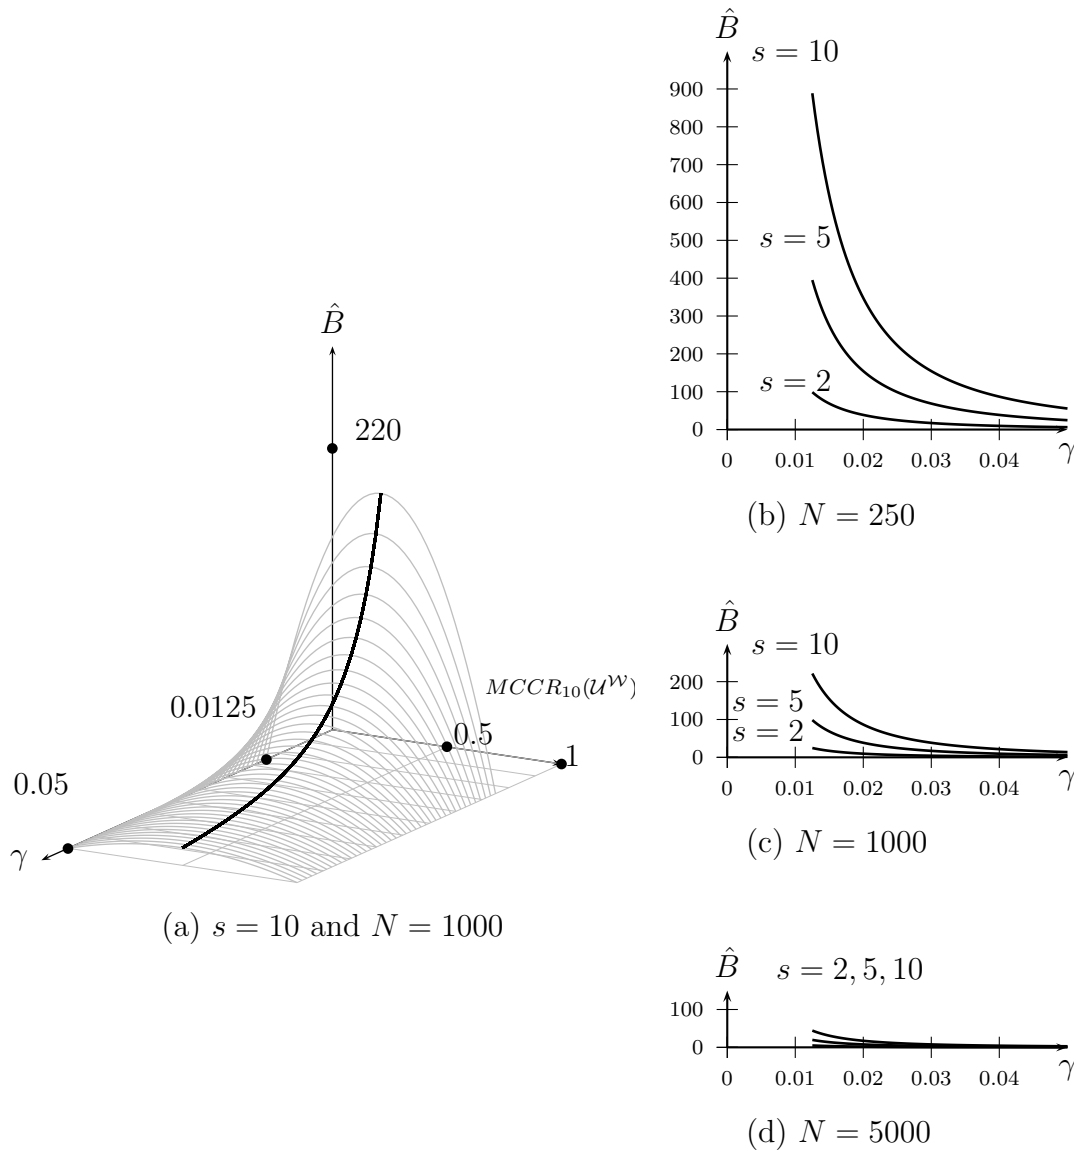 B̂
220
MCCR₁₀(𝒰^𝒲)
0.0125
0.5
1
0.05
γ
(a) s = 10 and N = 1000
B̂
s = 10
900
800
700
600
500
s = 5
400
300
200
100
s = 2
0
0 0.01 0.02 0.03 0.04
γ
(b) N = 250
B̂
s = 10
200
s = 5
100
s = 2
0
0 0.01 0.02 0.03 0.04
γ
(c) N = 1000
B̂
s = 2, 5, 10
100
0
0 0.01 0.02 0.03 0.04
γ
(d) N = 5000